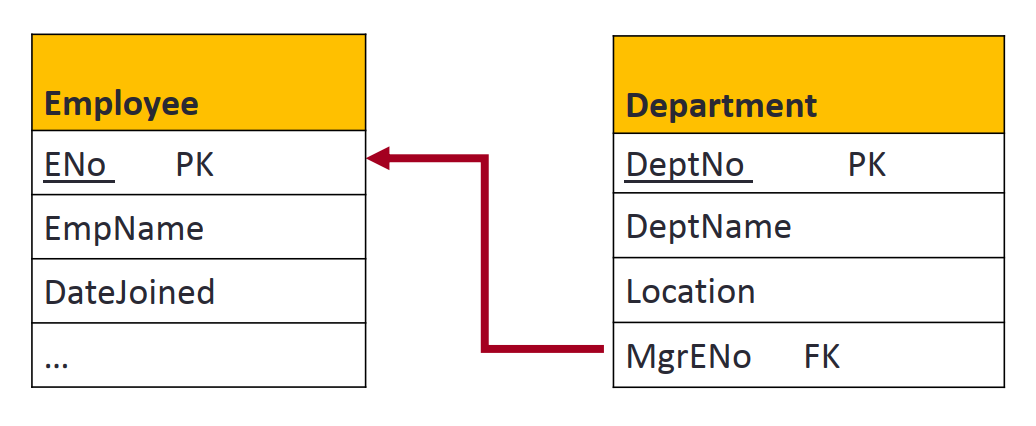 Employee
ENo PK
EmpName
DateJoined
...
Department
DeptNo PK
DeptName
Location
MgrENo FK